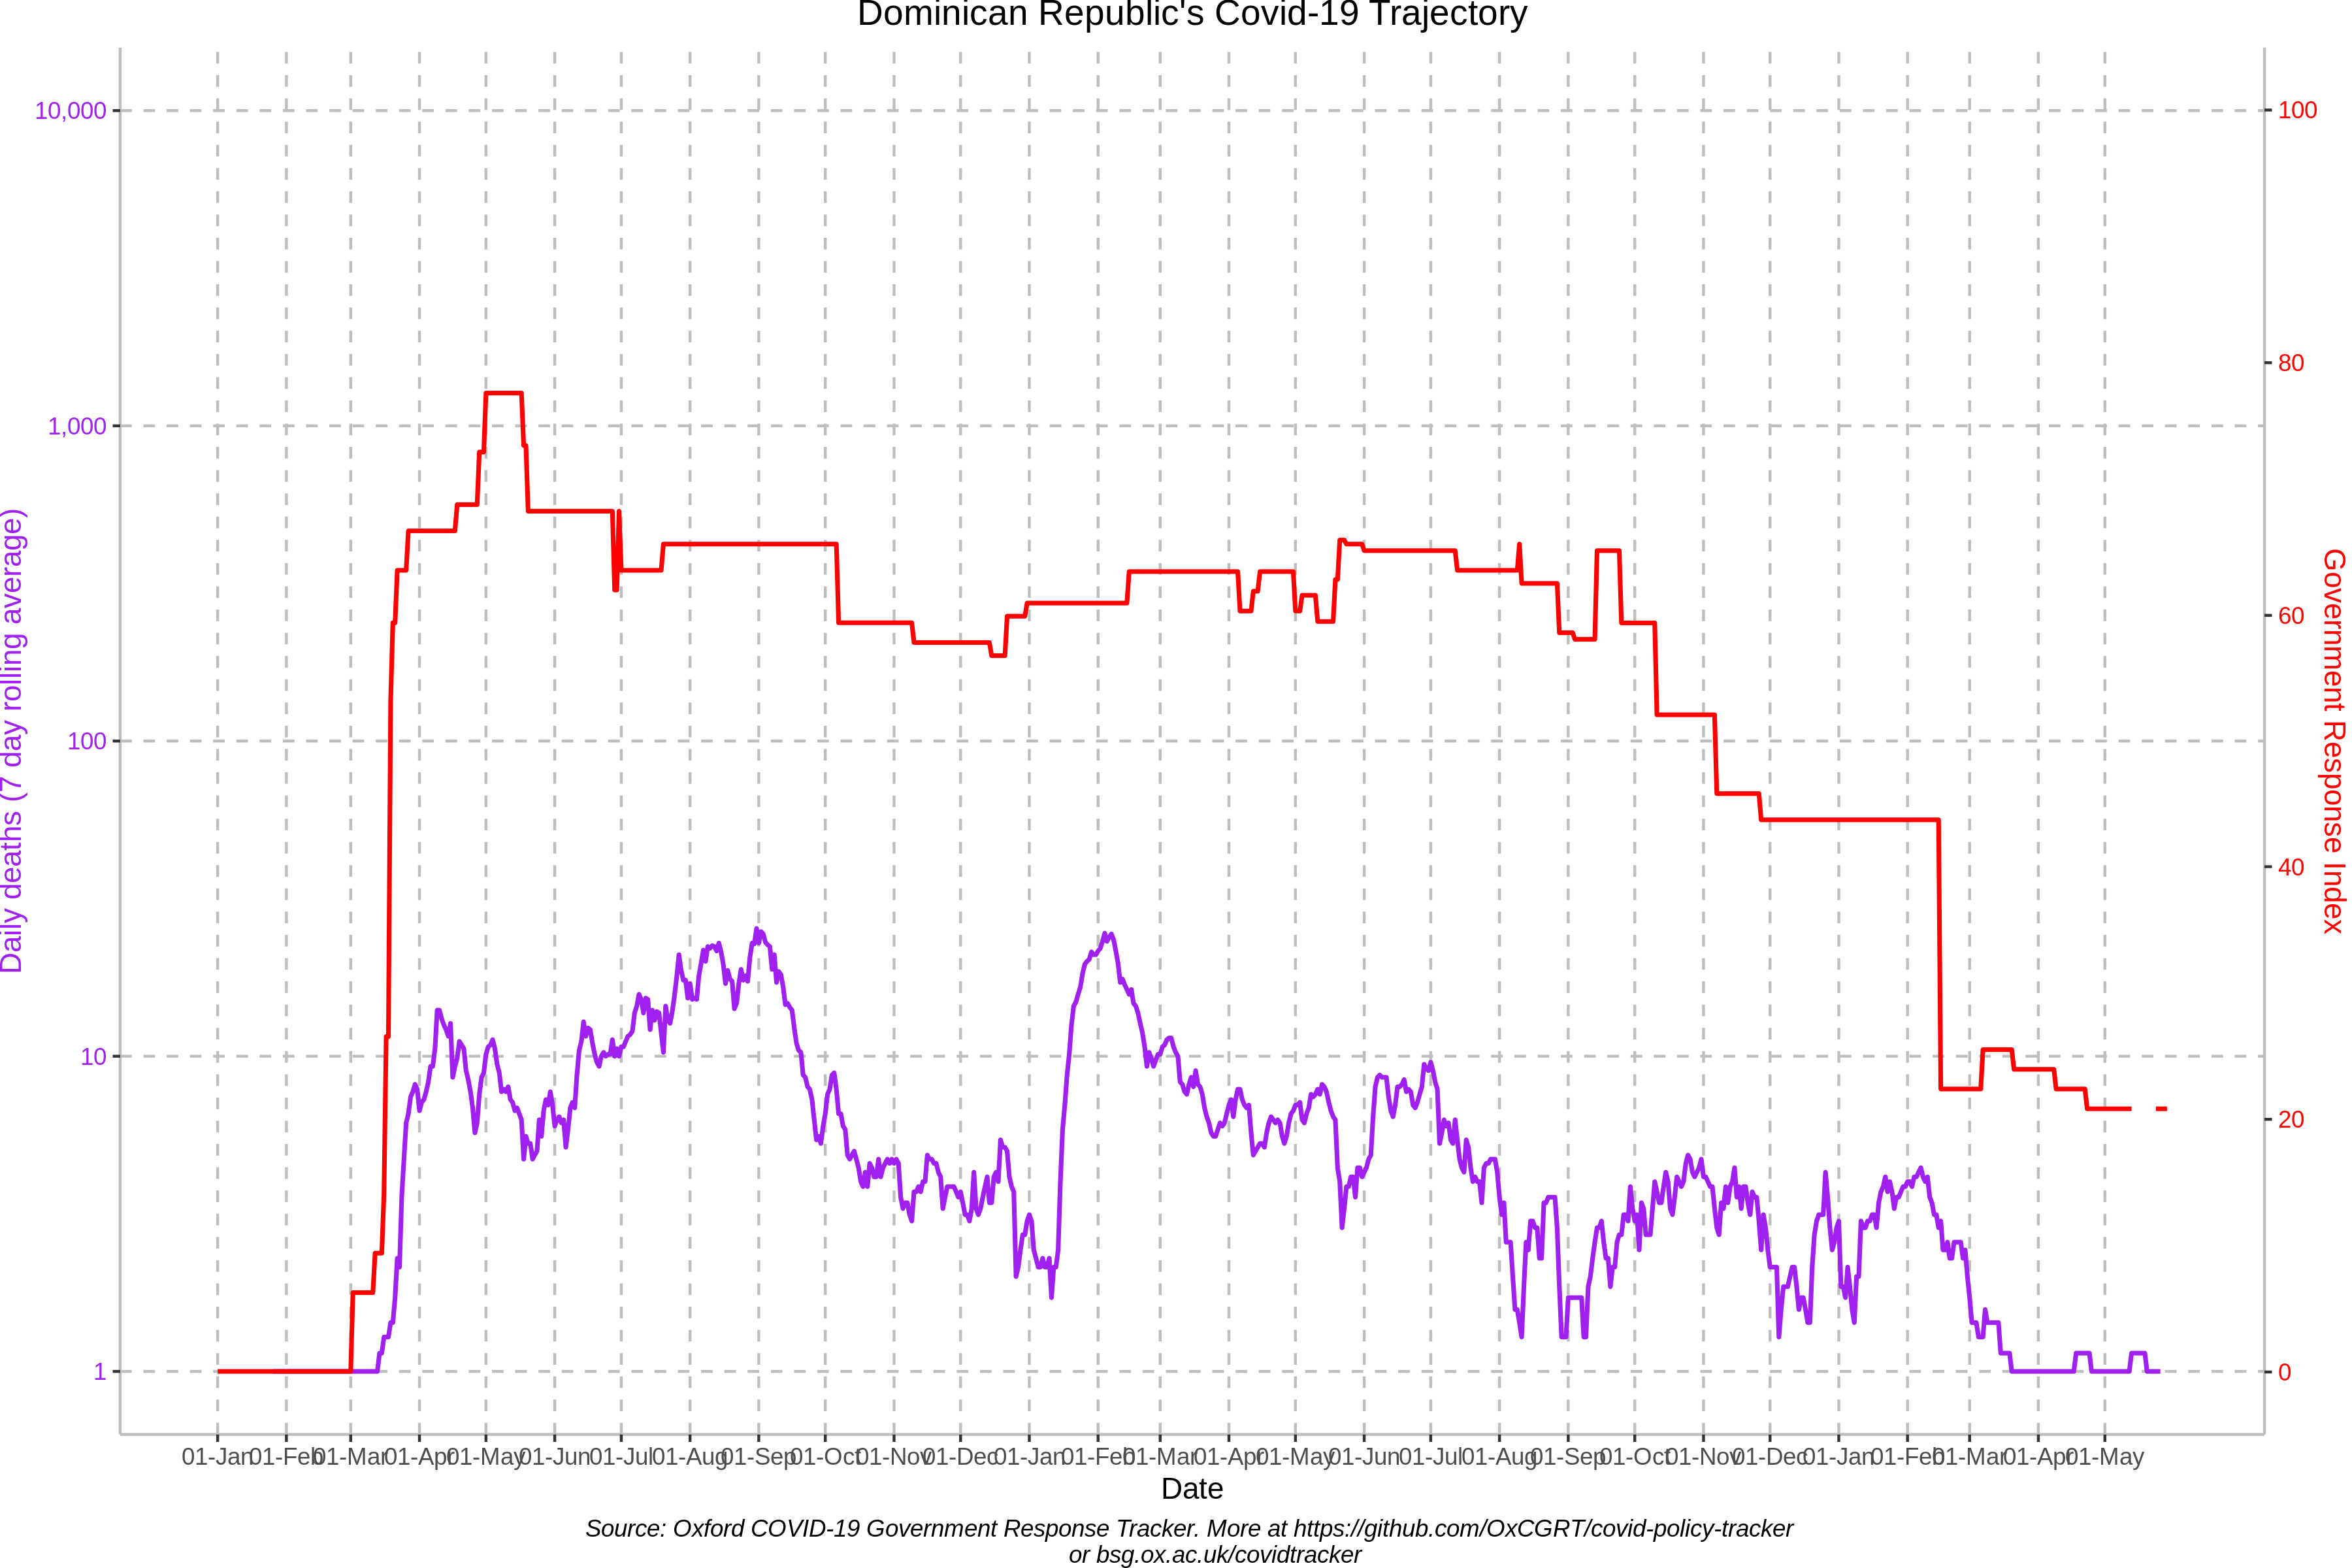 Dominican Republic's Covid-19 Trajectory
10,000
1,000
100
10
1
Daily deaths (7 day rolling average)
100
80
60
40
20
0
Government Response Index
01-Jan 01-Feb 01-Mar 01-Apr 01-May 01-Jun 01-Jul 01-Aug 01-Sep 01-Oct 01-Nov 01-Dec 01-Jan 01-Feb 01-Mar 01-Apr 01-May 01-Jun 01-Jul 01-Aug 01-Sep 01-Oct 01-Nov 01-Dec 01-Jan 01-Feb 01-Mar 01-Apr 01-May
Date
Source: Oxford COVID-19 Government Response Tracker. More at https://github.com/OxCGRT/covid-policy-tracker
or bsg.ox.ac.uk/covidtracker